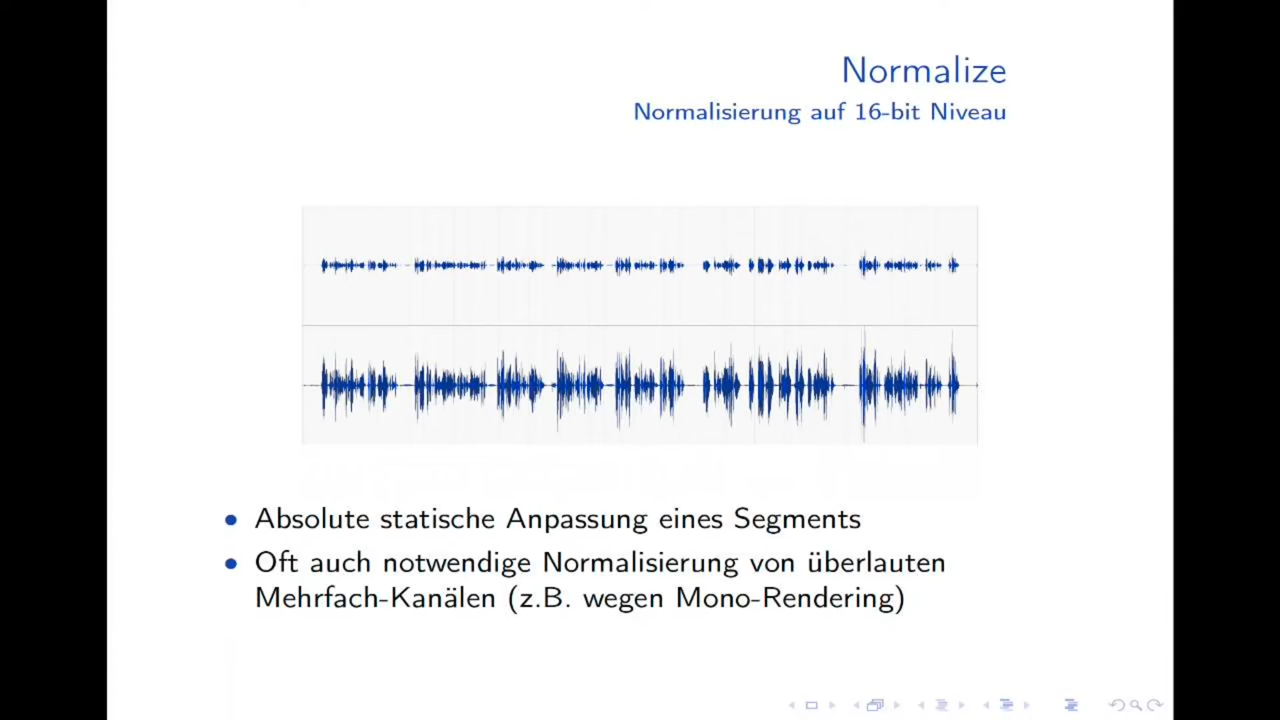 Normalize
Normalisierung auf 16-bit Niveau
• Absolute statische Anpassung eines Segments
• Oft auch notwendige Normalisierung von überlauten
Mehrfach-Kanälen (z.B. wegen Mono-Rendering)